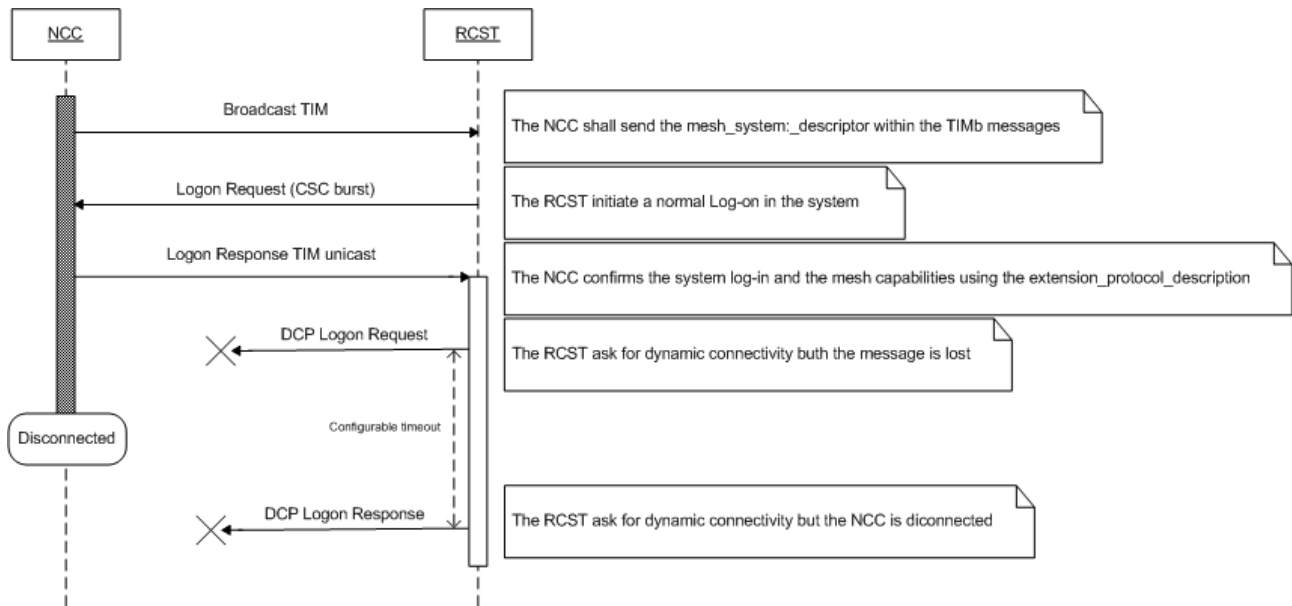 NCC
RCST
Broadcast TIM
The NCC shall send the mesh_system:_descriptor within the TIMb messages
Logon Request (CSC burst)
The RCST initiate a normal Log-on in the system
Logon Response TIM unicast
The NCC confirms the system log-in and the mesh capabilities using the extension_protocol_description
DCP Logon Request
The RCST ask for dynamic connectivity buth the message is lost
Configurable timeout
Disconnected
DCP Logon Response
The RCST ask for dynamic connectivity but the NCC is diconnected